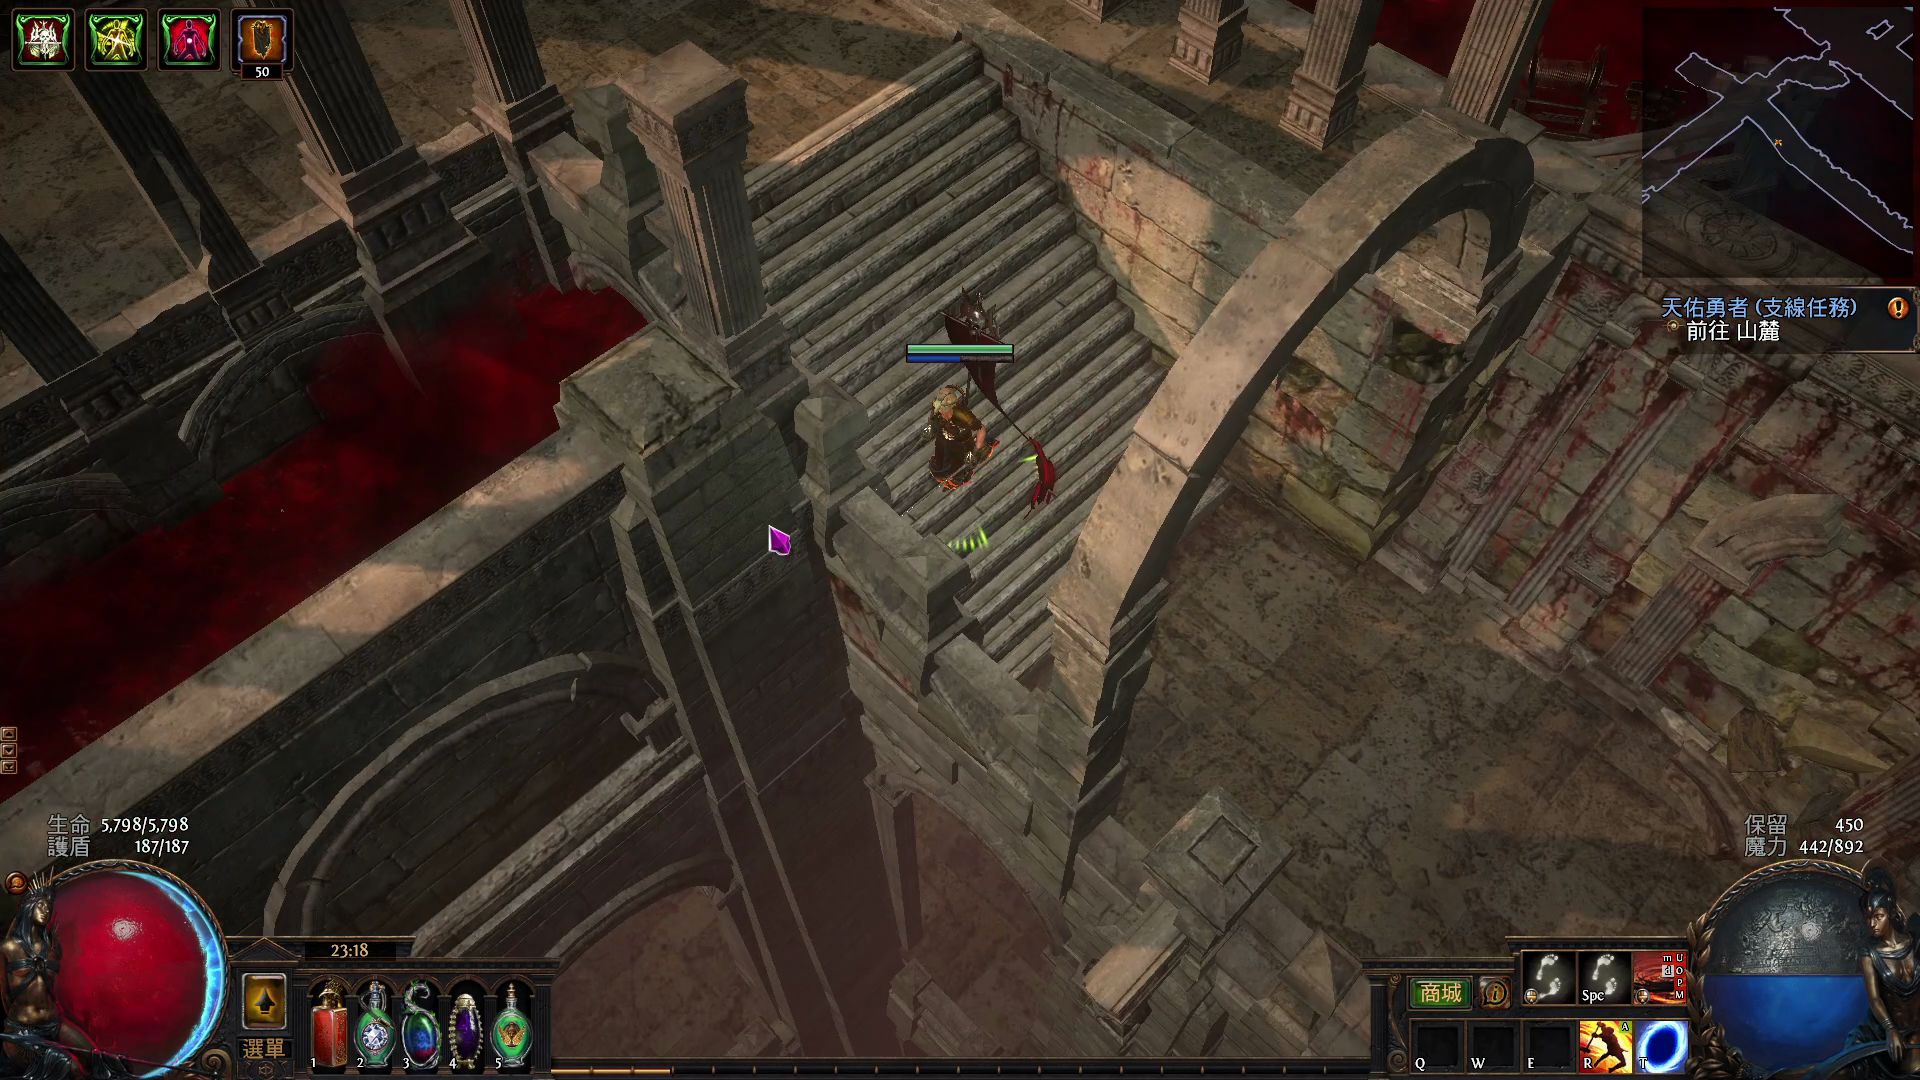 50
天佑勇者 (支線任務)
前往 山麓
生命 5,798/5,798
護盾 187/187
保留 450
魔力 442/892
23:18
選單
1 2 3 4 5
商城
Spc
m U
d O
P
M
Q W E R A T